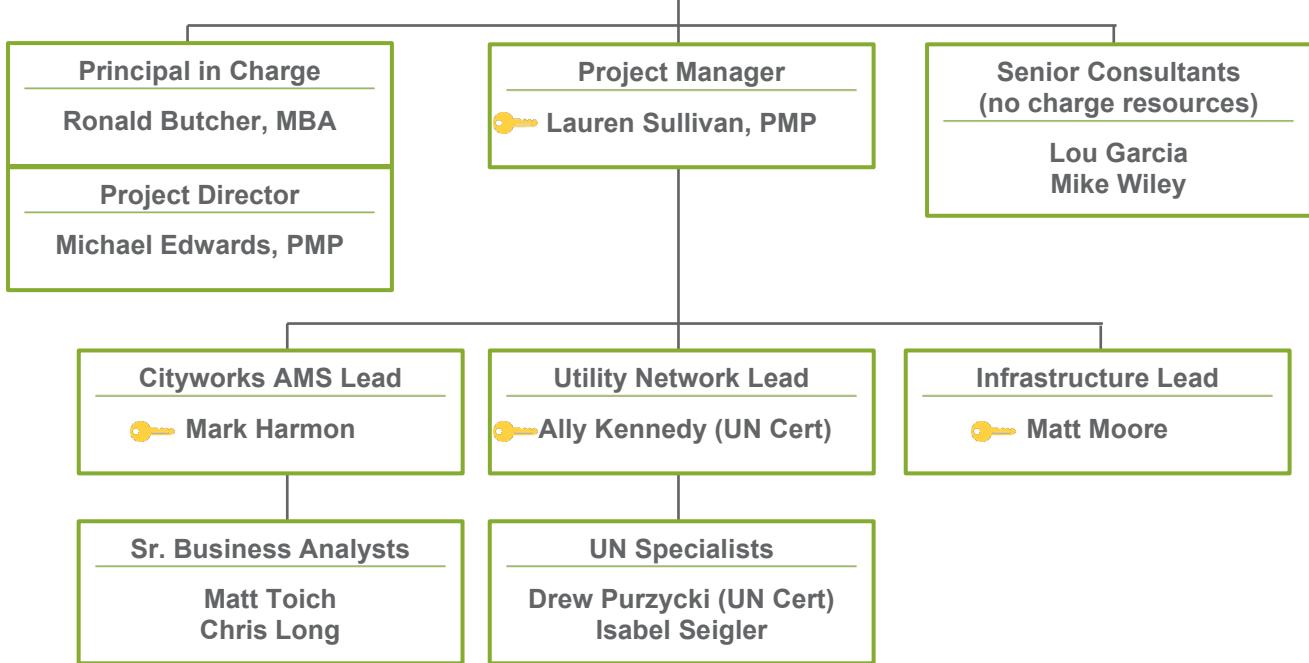 Principal in Charge
Ronald Butcher, MBA
Project Director
Michael Edwards, PMP
Project Manager
Lauren Sullivan, PMP
Senior Consultants
(no charge resources)
Lou Garcia
Mike Wiley
Cityworks AMS Lead
Mark Harmon
Utility Network Lead
Ally Kennedy (UN Cert)
Infrastructure Lead
Matt Moore
Sr. Business Analysts
Matt Toich
Chris Long
UN Specialists
Drew Purzycki (UN Cert)
Isabel Seigler